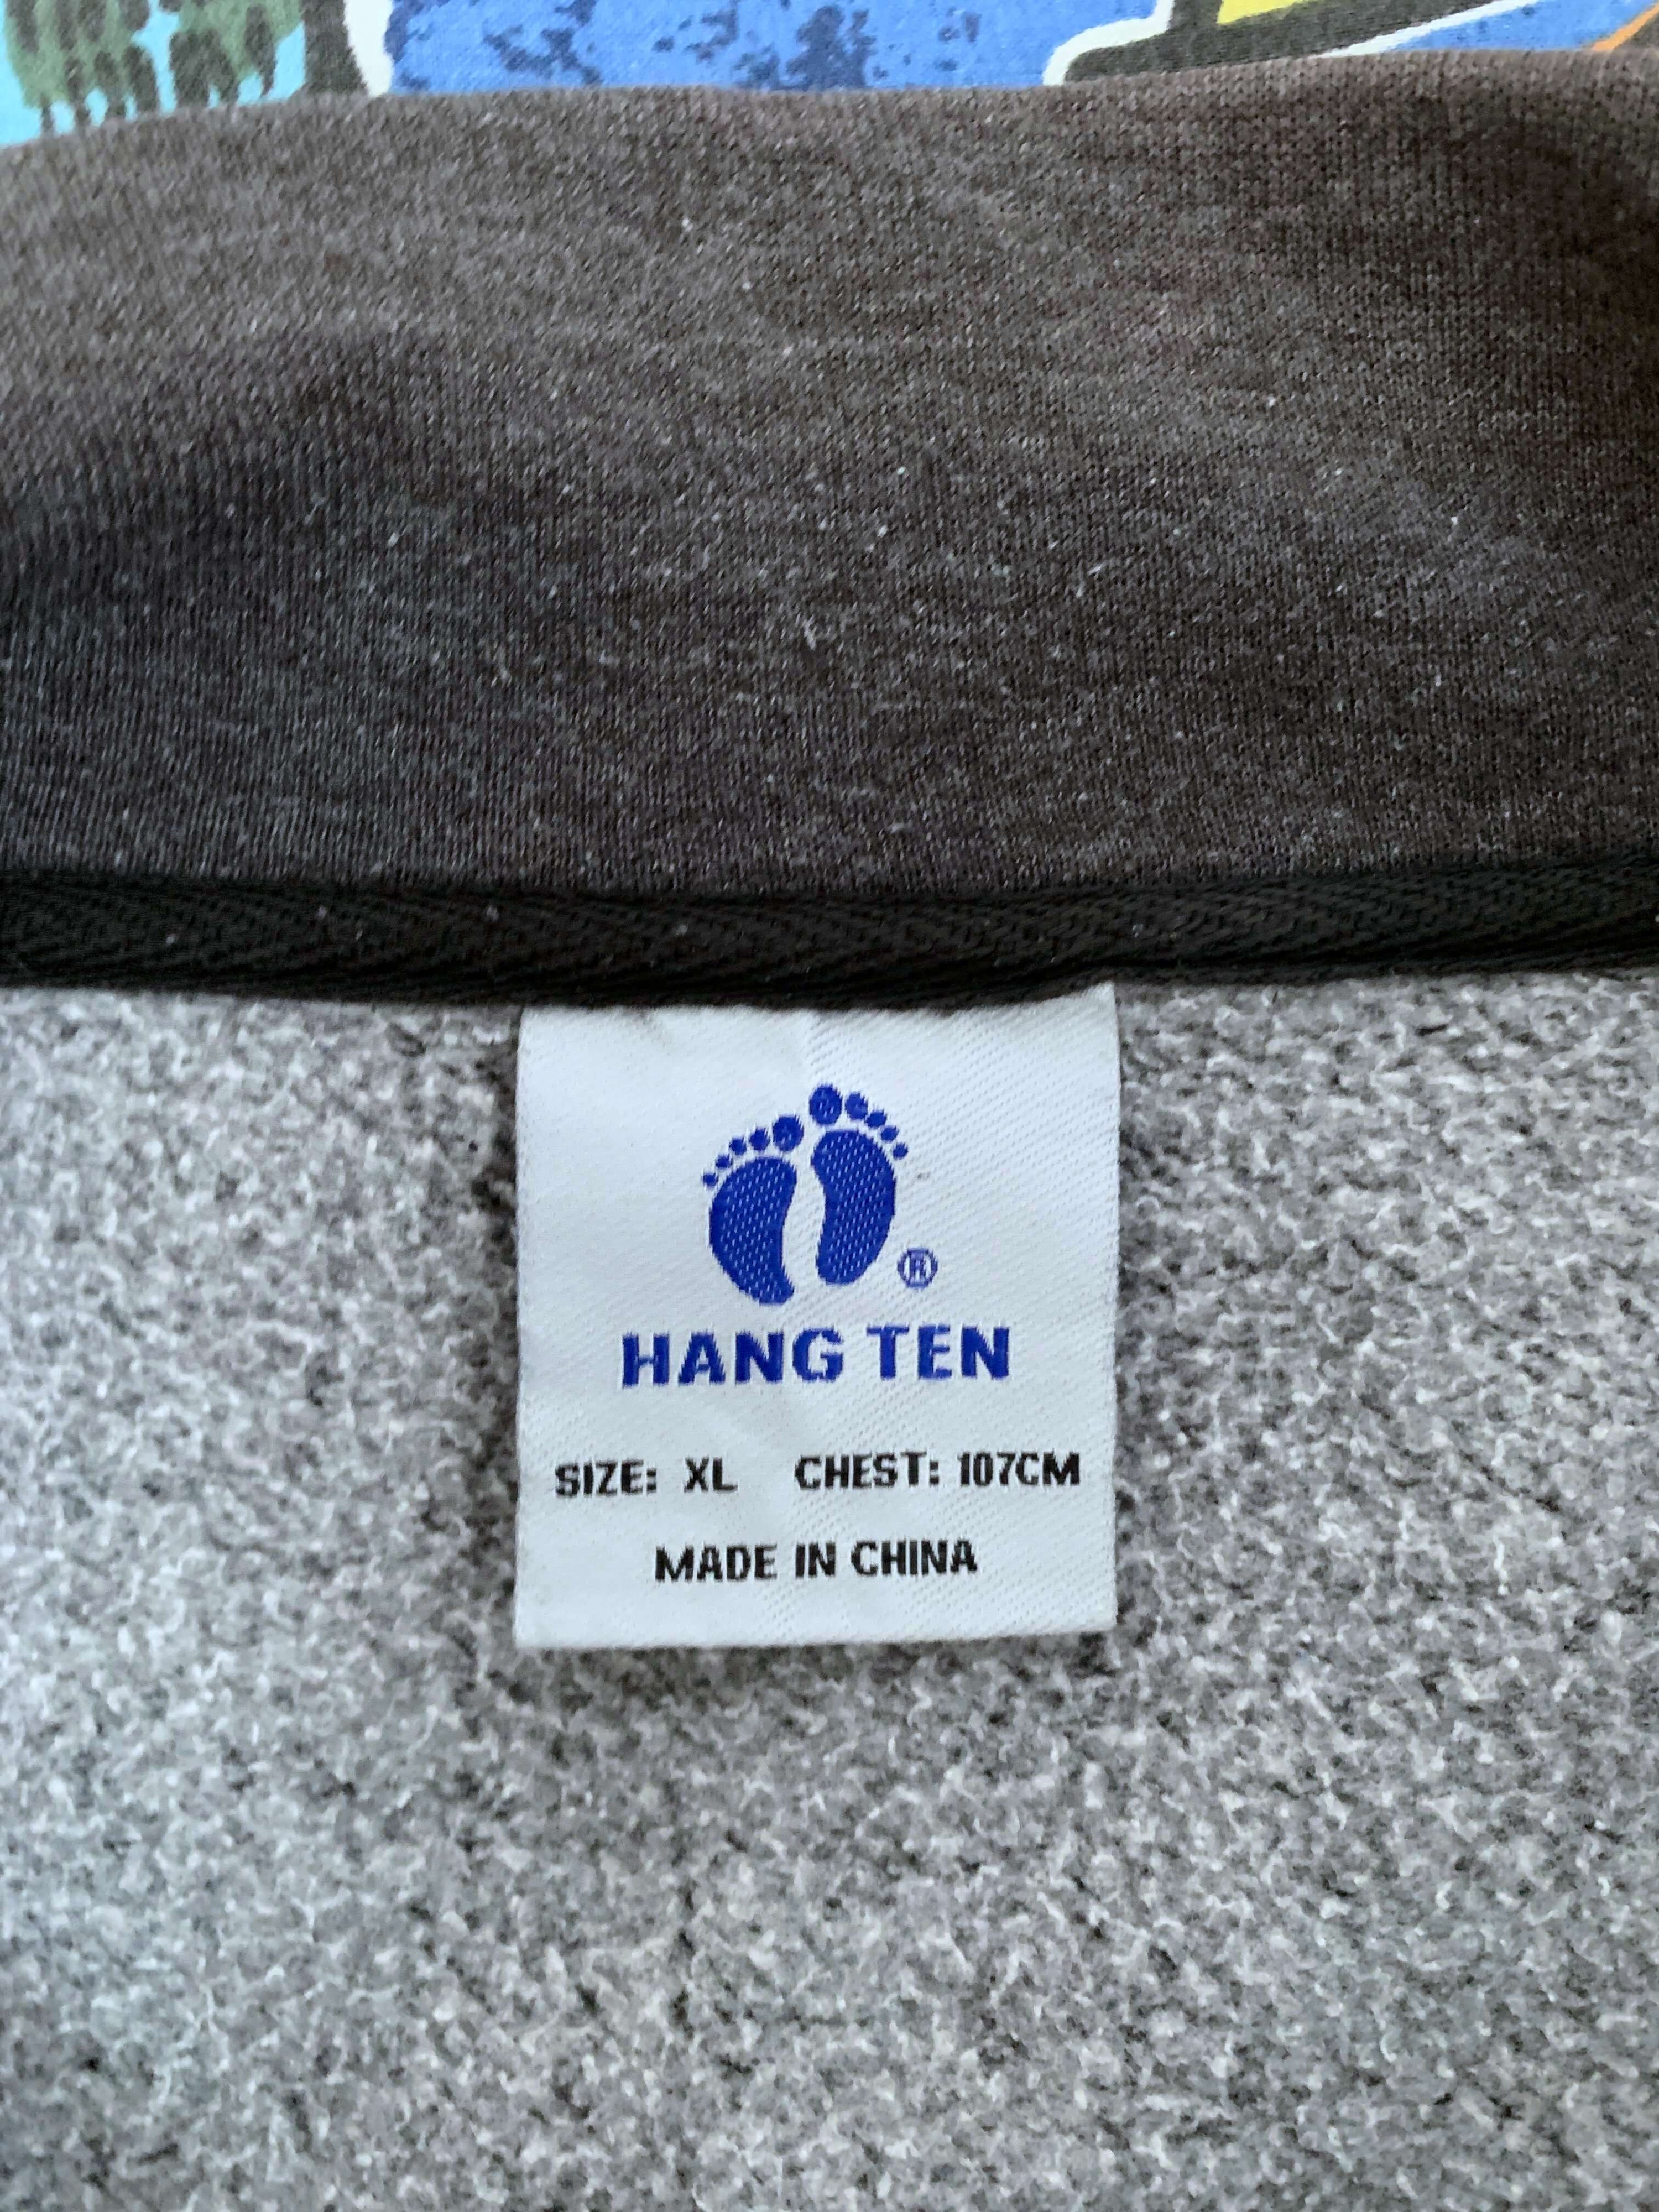 ®
HANG TEN
SIZE: XL CHEST: 107CM
MADE IN CHINA